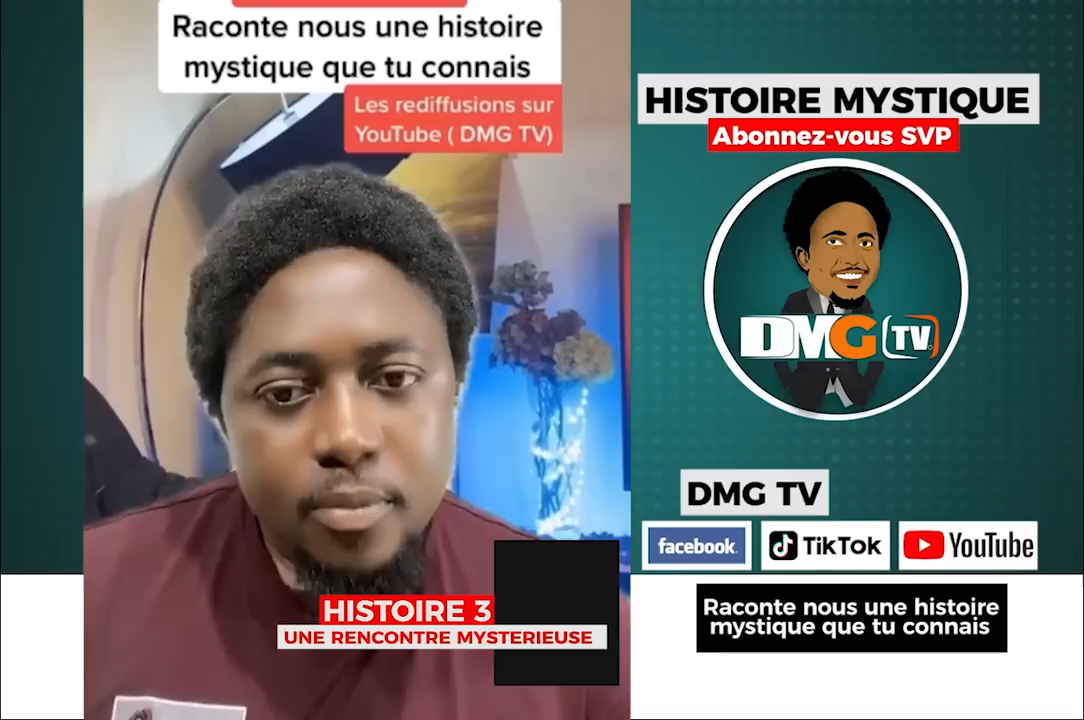 Raconte nous une histoire
mystique que tu connais
Les rediffusions sur
YouTube ( DMG TV)
HISTOIRE 3
UNE RENCONTRE MYSTERIEUSE
HISTOIRE MYSTIQUE
Abonnez-vous SVP
DMG TV
DMG TV
facebook
TikTok
YouTube
Raconte nous une histoire
mystique que tu connais